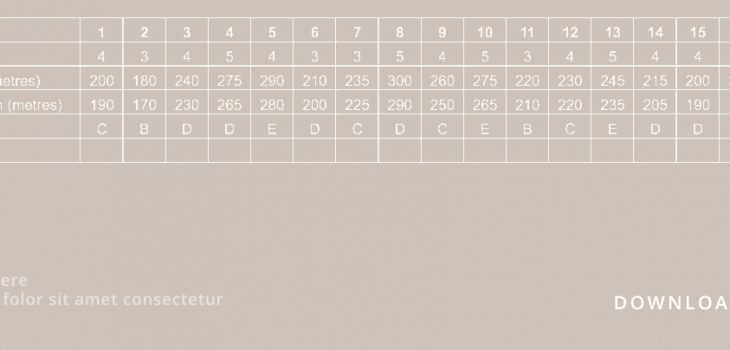 1 2 3 4 5 6 7 8 9 10 11 12 13 14 15
4 3 4 5 4 3 3 5 4 5 3 4 5 4 4
etres) 200 180 240 275 290 210 235 300 260 275 220 230 245 215 200
n (metres) 190 170 230 265 280 200 225 290 250 265 210 220 235 205 190
C B D D E D C D C E B C E D D
ere
folor sit amet consectetur
DOWNLOA